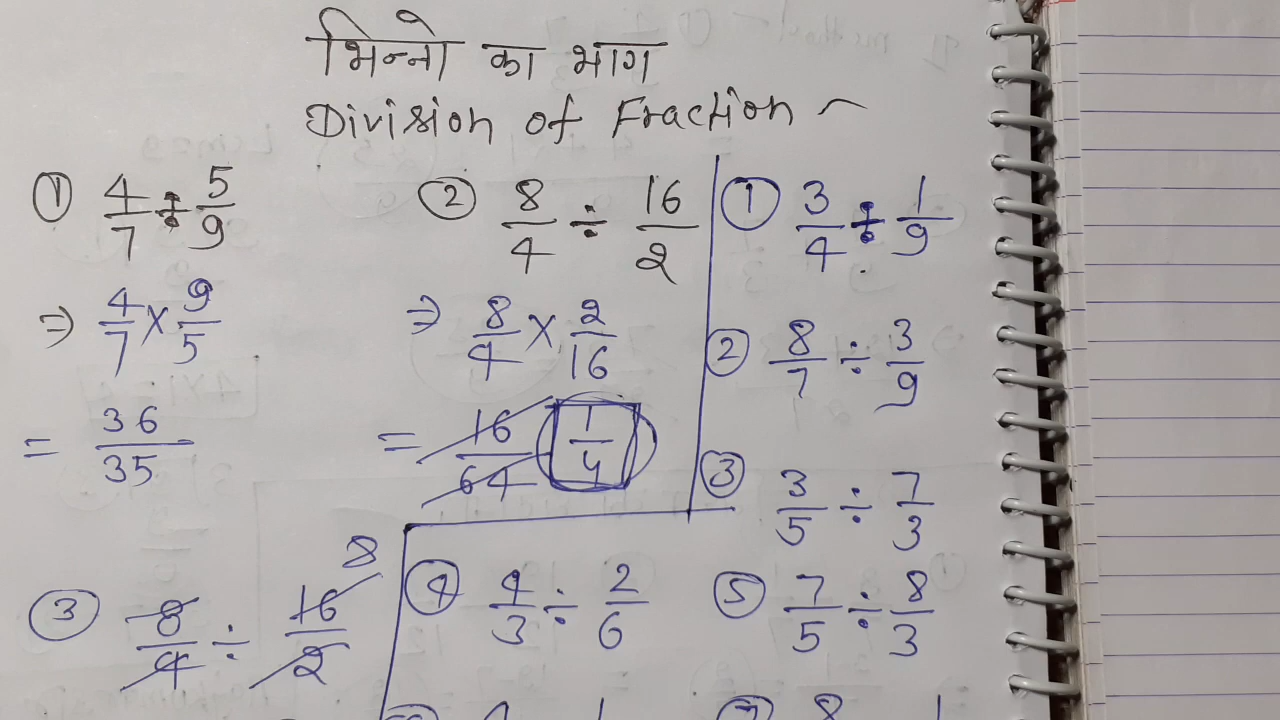 भिन्नो का भाग
Division of Fraction ~
① 4/7 ÷ 5/9
⇒ 4/7 × 9/5
= 36/35
② 8/4 ÷ 16/2
⇒ 8/4 × 2/16
= 16/64 1/4
③ 8/4 ÷ 16/2 8
① 3/4 ÷ 1/9
② 8/7 ÷ 3/9
③ 3/5 ÷ 7/3
④ 4/3 ÷ 2/6
⑤ 7/5 ÷ 8/3